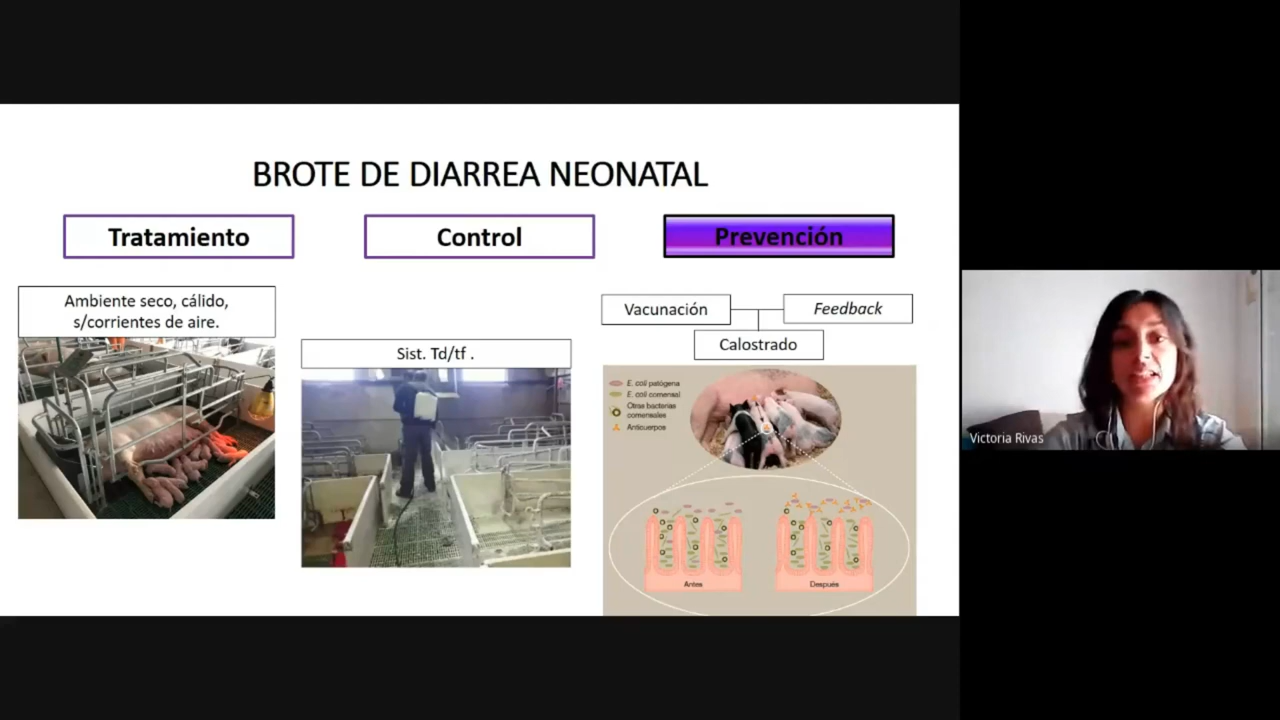 BROTE DE DIARREA NEONATAL
Tratamiento
Control
Prevención
Ambiente seco, cálido,
s/corrientes de aire.
Sist. Td/tf .
Vacunación
Feedback
Calostrado
E. coli patógena
E. coli comensal
Otras bacterias
comensales
Anticuerpos
Antes
Después
Victoria Rivas